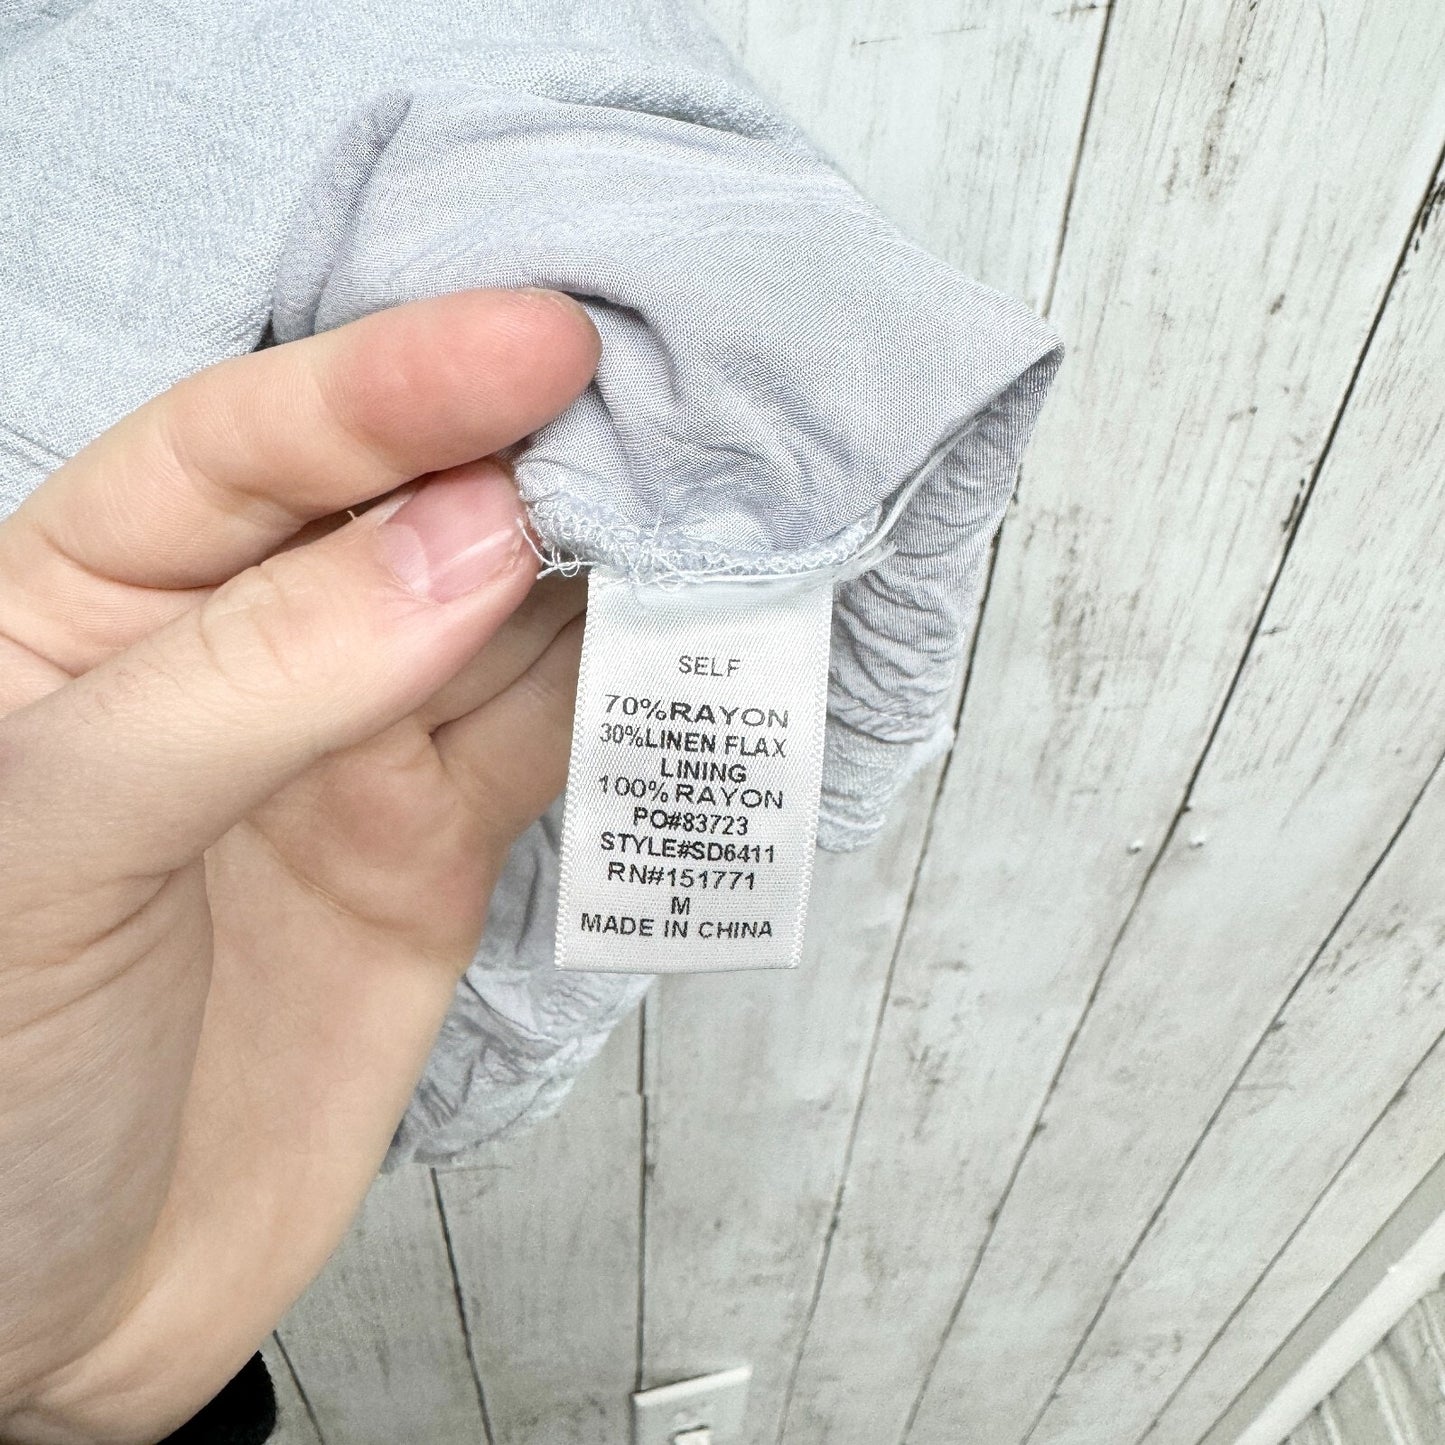 SELF
70%RAYON
30%LINEN FLAX
LINING
100%RAYON
PO#83723
STYLE#SD6411
RN#151771
M
MADE IN CHINA